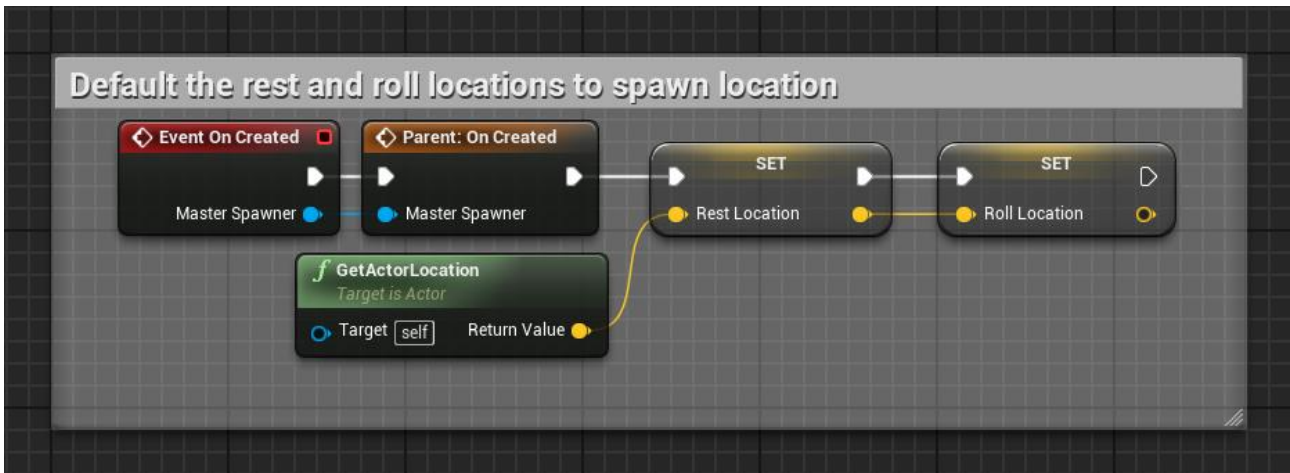 Default the rest and roll locations to spawn location
Event On Created
Parent: On Created
SET
SET
Master Spawner
Master Spawner
Rest Location
Roll Location
f GetActorLocation
Target is Actor
Target self Return Value